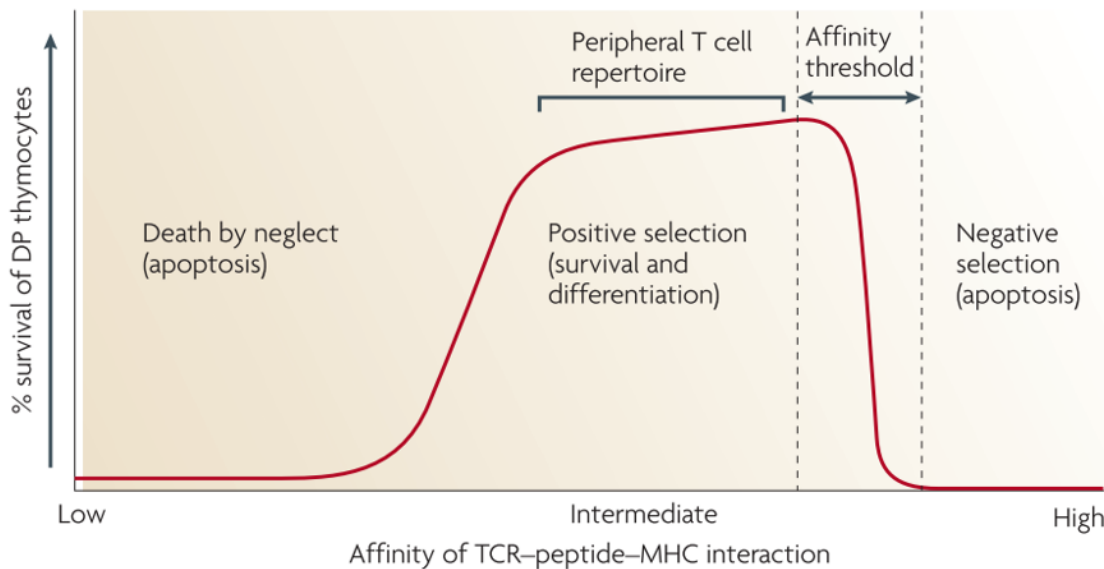 Peripheral T cell
repertoire
Affinity
threshold
% survival of DP thymocytes
Death by neglect
(apoptosis)
Positive selection
(survival and
differentiation)
Negative
selection
(apoptosis)
Low
Intermediate
High
Affinity of TCR–peptide–MHC interaction